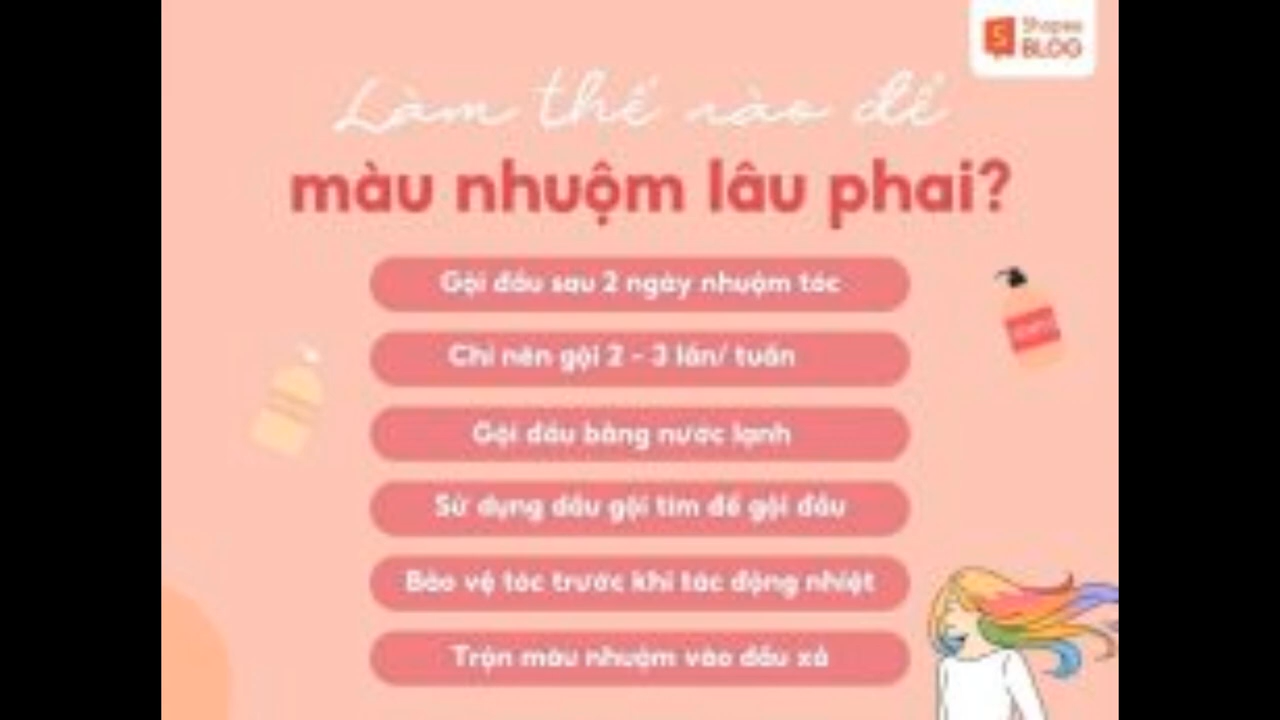 Shopee
BLOG
Làm thế nào để
màu nhuộm lâu phai?
Gội đầu sau 2 ngày nhuộm tóc
Chỉ nên gội 2 - 3 lần/ tuần
Gội đầu bằng nước lạnh
Sử dụng dầu gội tím để gội đầu
Bảo vệ tóc trước khi tác động nhiệt
Trộn màu nhuộm vào dầu xả